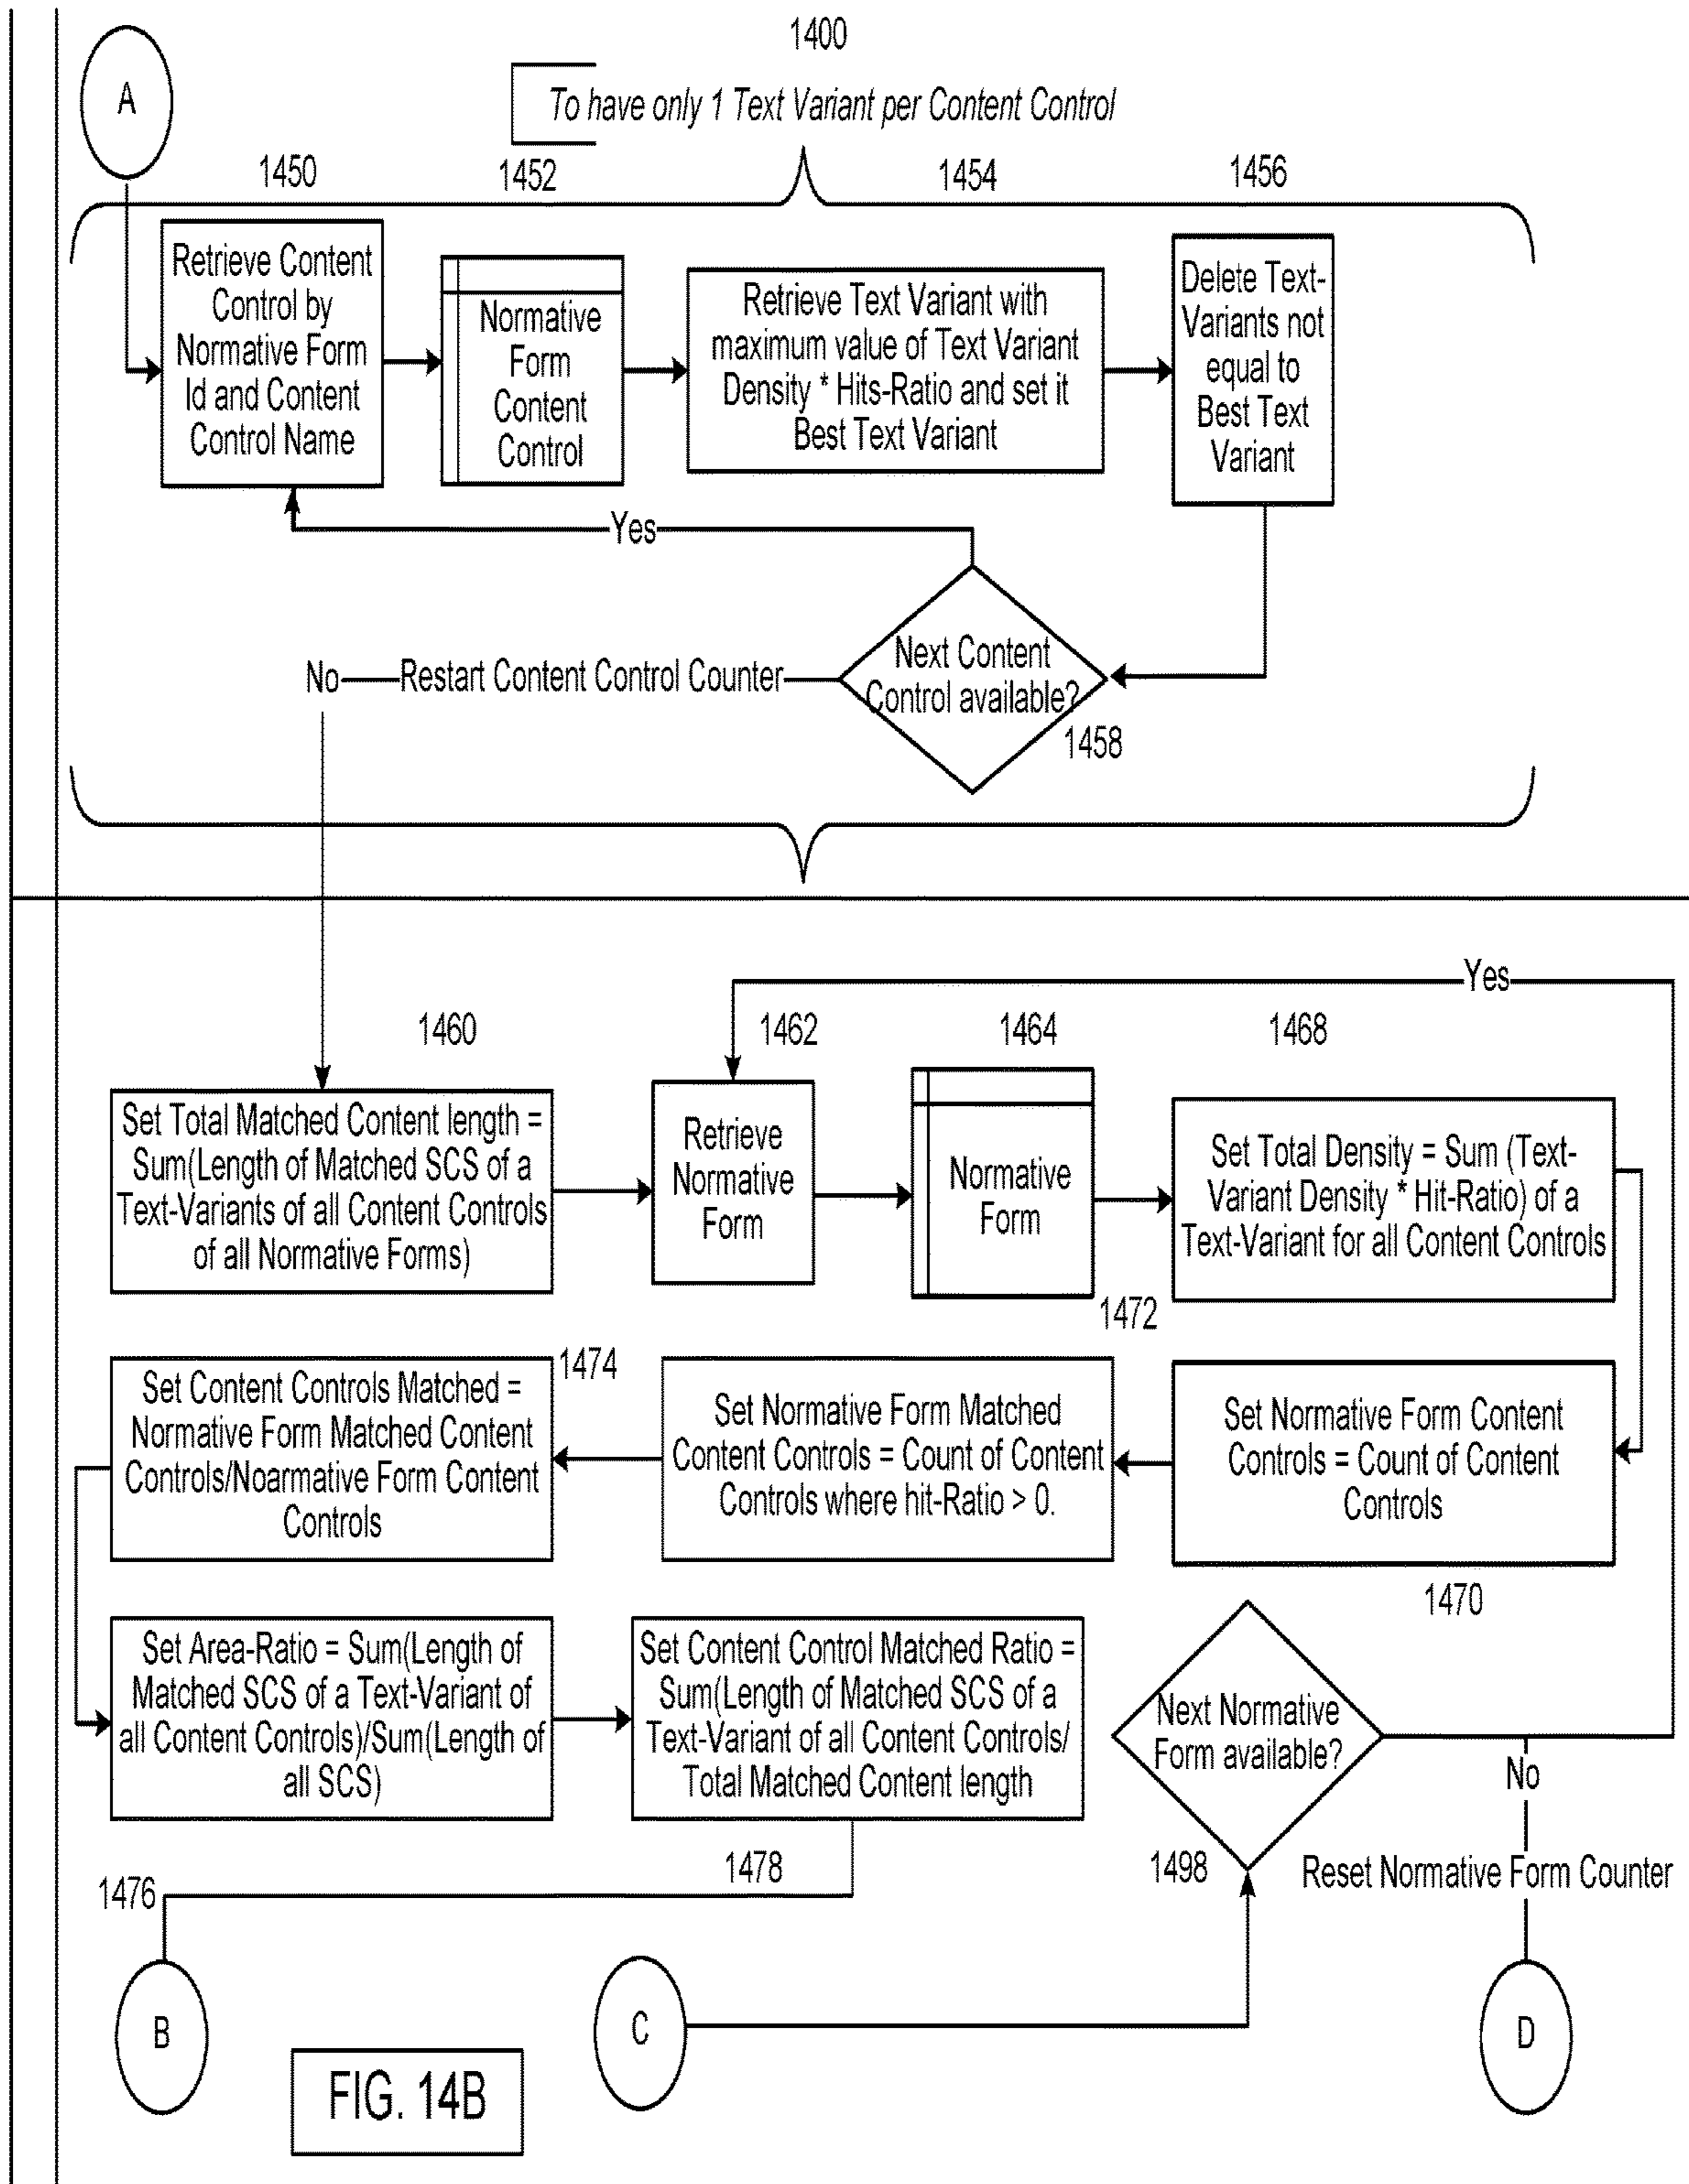 1400
A
To have only 1 Text Variant per Content Control
1450
1452
1454
1456
Retrieve Content
Control by
Normative Form
Id and Content
Control Name
Normative
Form
Content
Control
Retrieve Text Variant with
maximum value of Text Variant
Density * Hits-Ratio and set it
Best Text Variant
Delete Text-
Variants not
equal to
Best Text
Variant
Yes
Next Content
Control available?
1458
No
Restart Content Control Counter
Yes
1460
1462
1464
1468
Set Total Matched Content length =
Sum(Length of Matched SCS of a
Text-Variants of all Content Controls
of all Normative Forms)
Retrieve
Normative
Form
Normative
Form
Set Total Density = Sum (Text-
Variant Density * Hit-Ratio) of a
Text-Variant for all Content Controls
1472
1474
Set Content Controls Matched =
Normative Form Matched Content
Controls/Noarmative Form Content
Controls
Set Normative Form Matched
Content Controls = Count of Content
Controls where hit-Ratio > 0.
Set Normative Form Content
Controls = Count of Content
Controls
1470
Set Area-Ratio = Sum(Length of
Matched SCS of a Text-Variant of
all Content Controls)/Sum(Length of
all SCS)
Set Content Control Matched Ratio =
Sum(Length of Matched SCS of a
Text-Variant of all Content Controls/
Total Matched Content length
Next Normative
Form available?
No
1476
1478
1498
Reset Normative Form Counter
B
C
D
FIG. 14B